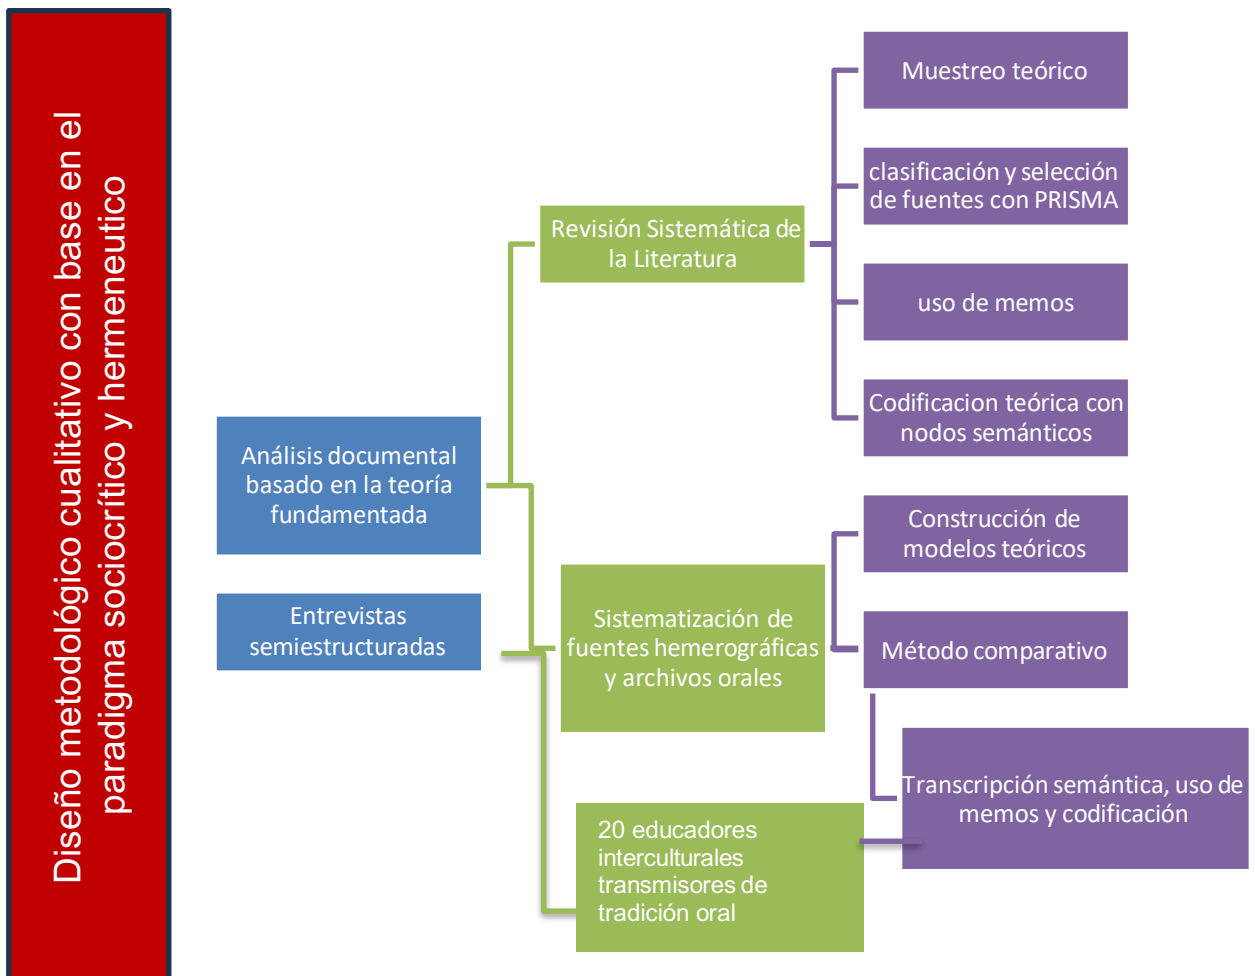 Diseño metodológico cualitativo con base en el
paradigma sociocrítico y hermeneutico
Análisis documental
basado en la teoría
fundamentada
Entrevistas
semiestructuradas
Revisión Sistemática de
la Literatura
Sistematización de
fuentes hemerográficas
y archivos orales
20 educadores
interculturales
transmisores de
tradición oral
Muestreo teórico
clasificación y selección
de fuentes con PRISMA
uso de memos
Codificacion teórica con
nodos semánticos
Construcción de
modelos teóricos
Método comparativo
Transcripción semántica, uso de
memos y codificación